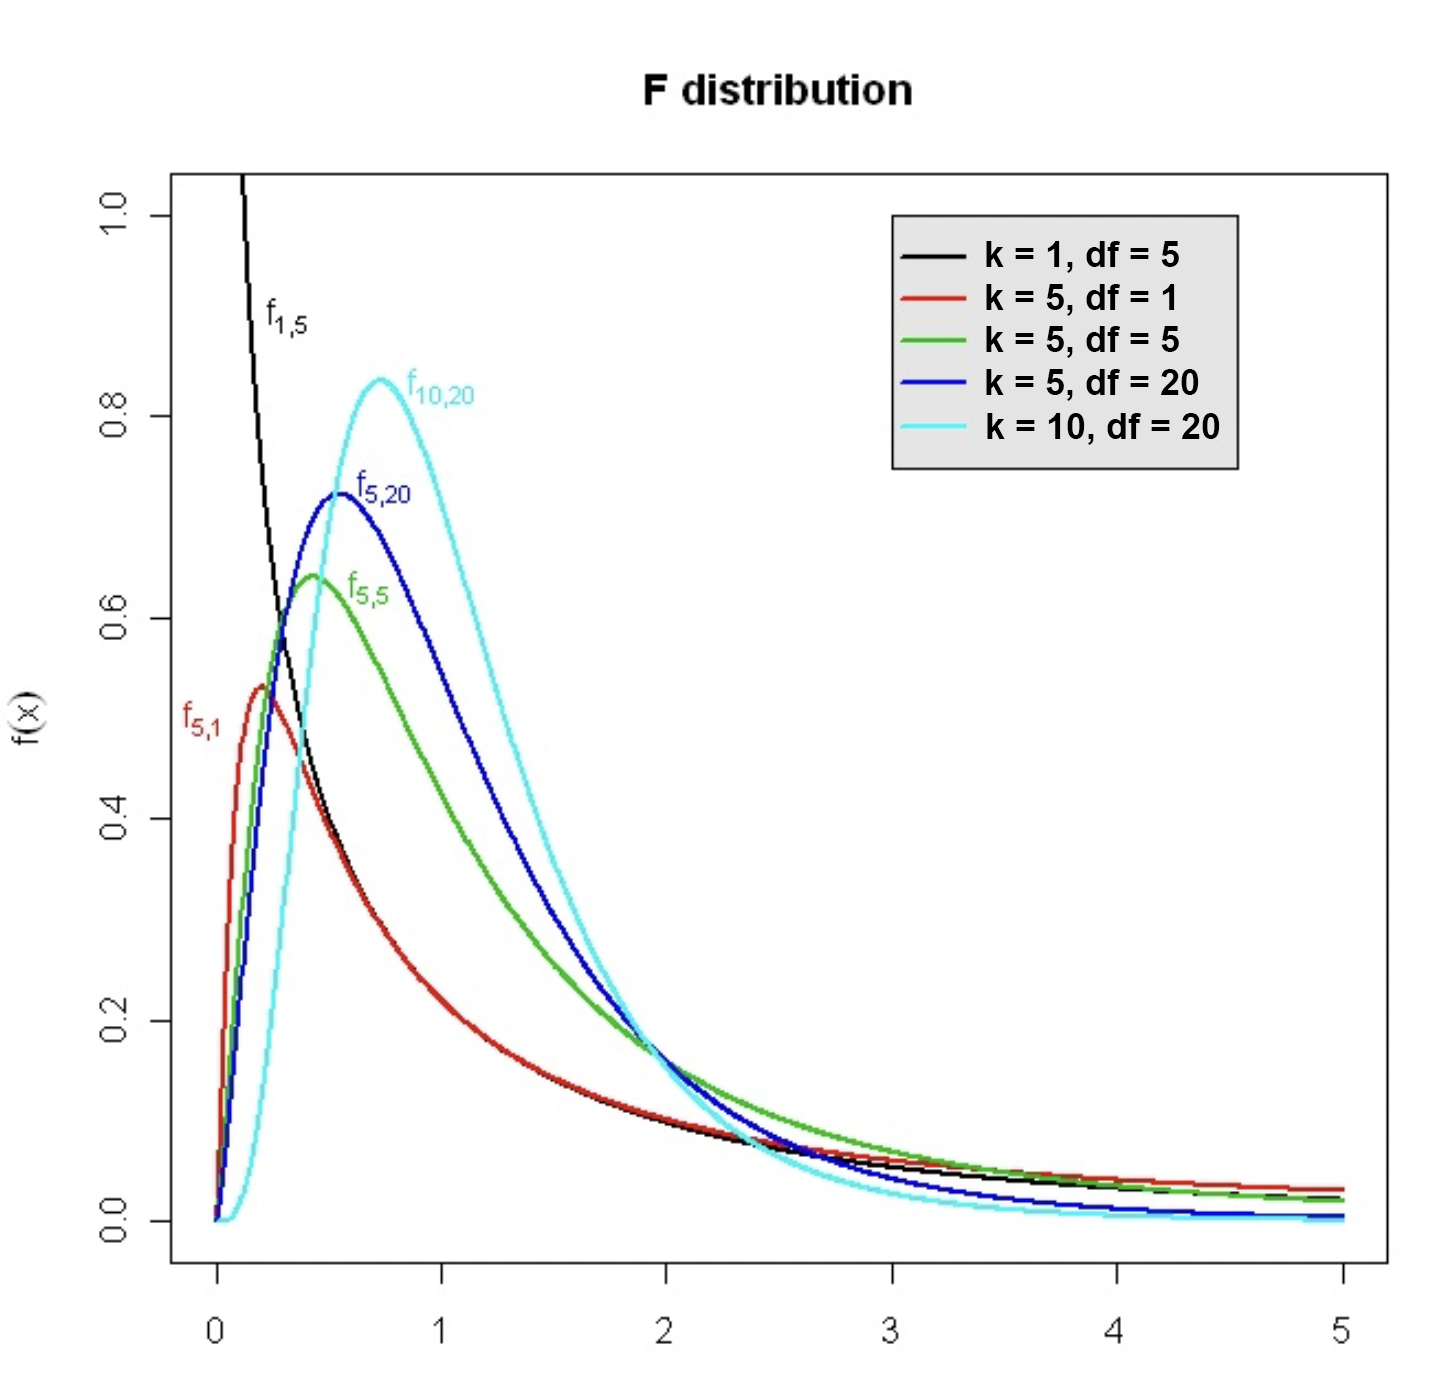 F distribution
f(x)
1.0
0.8
0.6
0.4
0.2
0.0
f1,5
f10,20
f5,20
f5,5
f5,1
k = 1, df = 5
k = 5, df = 1
k = 5, df = 5
k = 5, df = 20
k = 10, df = 20
0 1 2 3 4 5